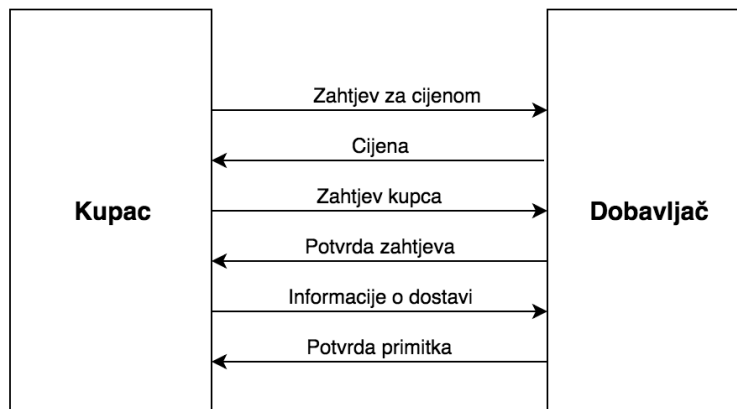 Zahtjev za cijenom
Cijena
Kupac
Zahtjev kupca
Dobavljač
Potvrda zahtjeva
Informacije o dostavi
Potvrda primitka